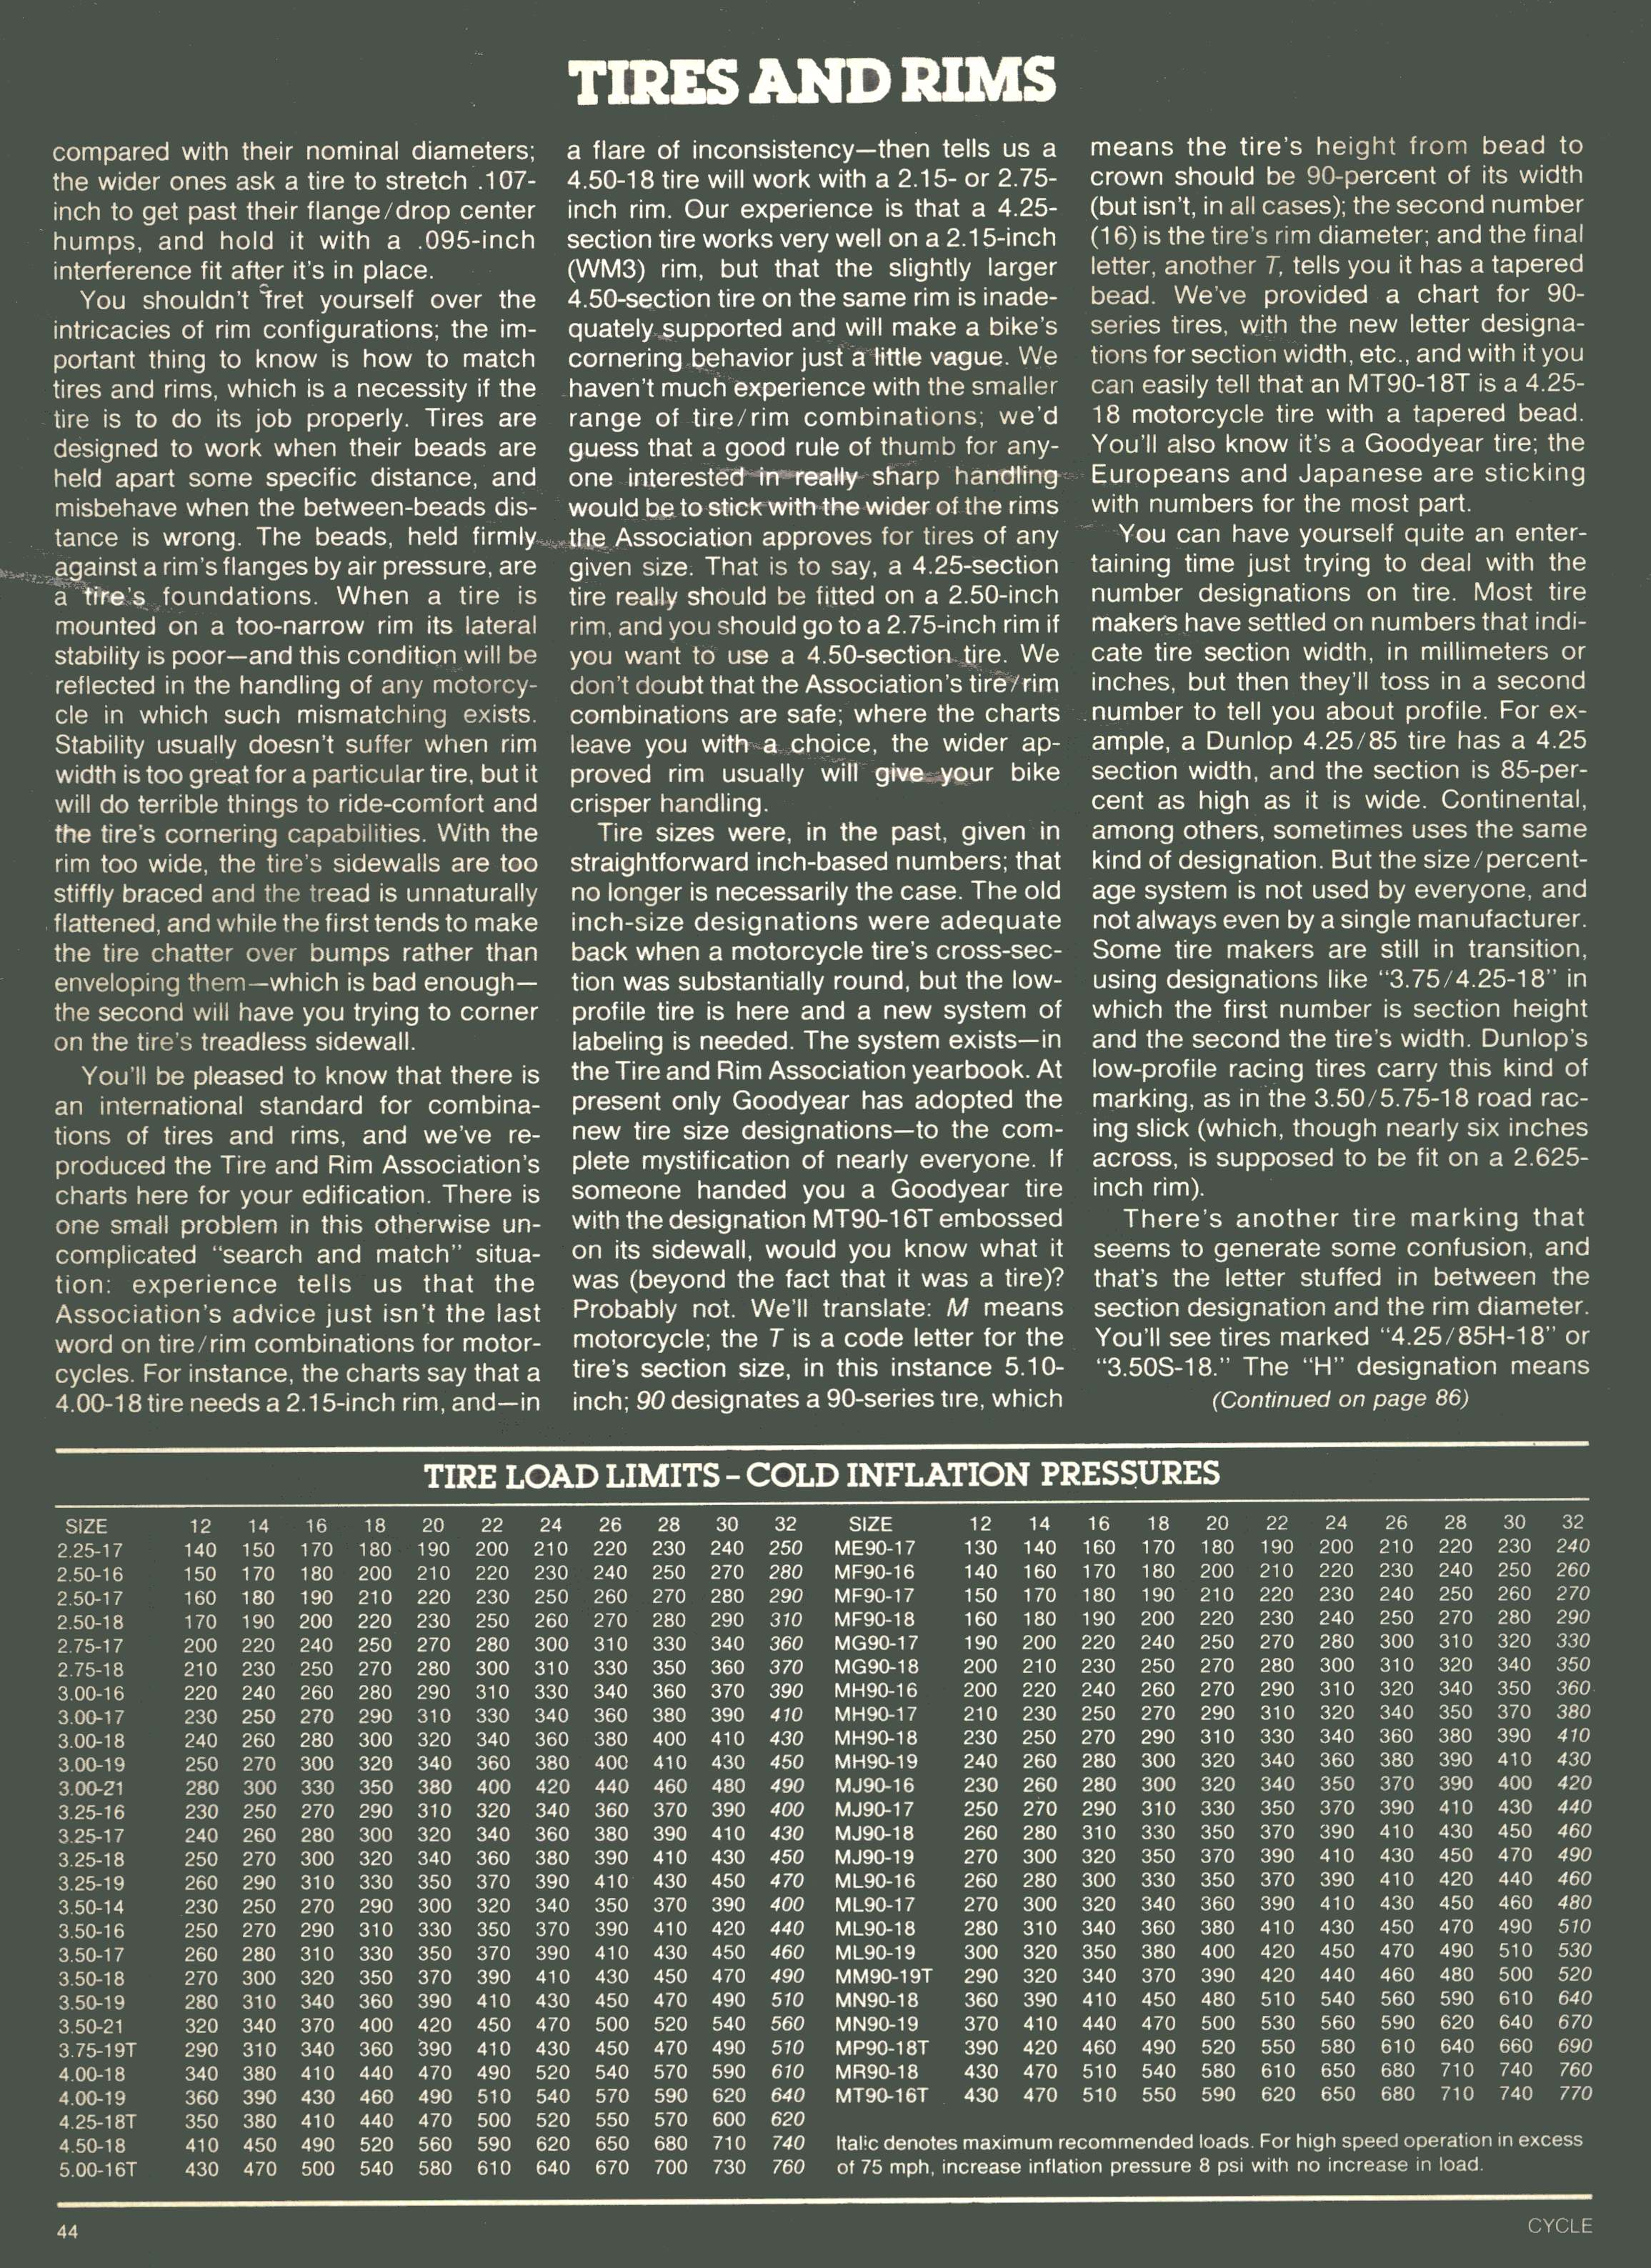 TIRES AND RIMS
compared with their nominal diameters;
the wider ones ask a tire to stretch .107-
inch to get past their flange/drop center
humps, and hold it with a .095-inch
interference fit after it's in place.
You shouldn't fret yourself over the
intricacies of rim configurations; the im-
portant thing to know is how to match
tires and rims, which is a necessity if the
tire is to do its job properly. Tires are
designed to work when their beads are
held apart some specific distance, and
misbehave when the between-beads dis-
tance is wrong. The beads, held firmly
against a rim's flanges by air pressure, are
a tire's foundations. When a tire is
mounted on a too-narrow rim its lateral
stability is poor—and this condition will be
reflected in the handling of any motorcy-
cle in which such mismatching exists.
Stability usually doesn't suffer when rim
width is too great for a particular tire, but it
will do terrible things to ride-comfort and
the tire's cornering capabilities. With the
rim too wide, the tire's sidewalls are too
stiffly braced and the tread is unnaturally
flattened, and while the first tends to make
the tire chatter over bumps rather than
enveloping them—which is bad enough—
the second will have you trying to corner
on the tire's treadless sidewall.
You'll be pleased to know that there is
an international standard for combina-
tions of tires and rims, and we've re-
produced the Tire and Rim Association's
charts here for your edification. There is
one small problem in this otherwise un-
complicated "search and match" situa-
tion: experience tells us that the
Association's advice just isn't the last
word on tire/rim combinations for motor-
cycles. For instance, the charts say that a
4.00-18 tire needs a 2.15-inch rim, and—in
a flare of inconsistency—then tells us a
4.50-18 tire will work with a 2.15- or 2.75-
inch rim. Our experience is that a 4.25-
section tire works very well on a 2.15-inch
(WM3) rim, but that the slightly larger
4.50-section tire on the same rim is inade-
quately supported and will make a bike's
cornering behavior just a little vague. We
haven't much experience with the smaller
range of tire/rim combinations; we'd
guess that a good rule of thumb for any-
one interested in really sharp handling
would be to stick with the wider of the rims
the Association approves for tires of any
given size. That is to say, a 4.25-section
tire really should be fitted on a 2.50-inch
rim, and you should go to a 2.75-inch rim if
you want to use a 4.50-section tire. We
don't doubt that the Association's tire/rim
combinations are safe; where the charts
leave you with a choice, the wider ap-
proved rim usually will give your bike
crisper handling.
Tire sizes were, in the past, given in
straightforward inch-based numbers; that
no longer is necessarily the case. The old
inch-size designations were adequate
back when a motorcycle tire's cross-sec-
tion was substantially round, but the low-
profile tire is here and a new system of
labeling is needed. The system exists—in
the Tire and Rim Association yearbook. At
present only Goodyear has adopted the
new tire size designations—to the com-
plete mystification of nearly everyone. If
someone handed you a Goodyear tire
with the designation MT90-16T embossed
on its sidewall, would you know what it
was (beyond the fact that it was a tire)?
Probably not. We'll translate: M means
motorcycle; the T is a code letter for the
tire's section size, in this instance 5.10-
inch; 90 designates a 90-series tire, which
means the tire's height from bead to
crown should be 90-percent of its width
(but isn't, in all cases); the second number
(16) is the tire's rim diameter; and the final
letter, another T, tells you it has a tapered
bead. We've provided a chart for 90-
series tires, with the new letter designa-
tions for section width, etc., and with it you
can easily tell that an MT90-18T is a 4.25-
18 motorcycle tire with a tapered bead.
You'll also know it's a Goodyear tire; the
Europeans and Japanese are sticking
with numbers for the most part.
You can have yourself quite an enter-
taining time just trying to deal with the
number designations on tire. Most tire
makers have settled on numbers that indi-
cate tire section width, in millimeters or
inches, but then they'll toss in a second
number to tell you about profile. For ex-
ample, a Dunlop 4.25/85 tire has a 4.25
section width, and the section is 85-per-
cent as high as it is wide. Continental,
among others, sometimes uses the same
kind of designation. But the size/percent-
age system is not used by everyone, and
not always even by a single manufacturer.
Some tire makers are still in transition,
using designations like "3.75/4.25-18" in
which the first number is section height
and the second the tire's width. Dunlop's
low-profile racing tires carry this kind of
marking, as in the 3.50/5.75-18 road rac-
ing slick (which, though nearly six inches
across, is supposed to be fit on a 2.625-
inch rim).
There's another tire marking that
seems to generate some confusion, and
that's the letter stuffed in between the
section designation and the rim diameter.
You'll see tires marked "4.25/85H-18" or
"3.50S-18." The "H" designation means
(Continued on page 86)
TIRE LOAD LIMITS – COLD INFLATION PRESSURES
SIZE 12 14 16 18 20 22 24 26 28 30 32
2.25-17 140 150 170 180 190 200 210 220 230 240 250
2.50-16 150 170 180 200 210 220 230 240 250 270 280
2.50-17 160 180 190 210 220 230 250 260 270 280 290
2.50-18 170 190 200 220 230 250 260 270 280 290 310
2.75-17 200 220 240 250 270 280 300 310 330 340 360
2.75-18 210 230 250 270 280 300 310 330 350 360 370
3.00-16 220 240 260 280 290 310 330 340 360 370 390
3.00-17 230 250 270 290 310 330 340 360 380 390 410
3.00-18 240 260 280 300 320 340 360 380 400 410 430
3.00-19 250 270 300 320 340 360 380 400 410 430 450
3.00-21 280 300 330 350 380 400 420 440 460 480 490
3.25-16 230 250 270 290 310 320 340 360 370 390 400
3.25-17 240 260 280 300 320 340 360 380 390 410 430
3.25-18 250 270 300 320 340 360 380 390 410 430 450
3.25-19 260 290 310 330 350 370 390 410 430 450 470
3.50-14 230 250 270 290 300 320 340 350 370 390 400
3.50-16 250 270 290 310 330 350 370 390 410 420 440
3.50-17 260 280 310 330 350 370 390 410 430 450 460
3.50-18 270 300 320 350 370 390 410 430 450 470 490
3.50-19 280 310 340 360 390 410 430 450 470 490 510
3.50-21 320 340 370 400 420 450 470 500 520 540 560
3.75-19T 290 310 340 360 390 410 430 450 470 490 510
4.00-18 340 380 410 440 470 490 520 540 570 590 610
4.00-19 360 390 430 460 490 510 540 570 590 620 640
4.25-18T 350 380 410 440 470 500 520 550 570 600 620
4.50-18 410 450 490 520 560 590 620 650 680 710 740
5.00-16T 430 470 500 540 580 610 640 670 700 730 760
SIZE 12 14 16 18 20 22 24 26 28 30 32
ME90-17 130 140 160 170 180 190 200 210 220 230 240
MF90-16 140 160 170 180 200 210 220 230 240 250 260
MF90-17 150 170 180 190 210 220 230 240 250 260 270
MF90-18 160 180 190 200 220 230 240 250 270 280 290
MG90-17 190 200 220 240 250 270 280 300 310 320 330
MG90-18 200 210 230 250 270 280 300 310 320 340 350
MH90-16 200 220 240 260 270 290 310 320 340 350 360
MH90-17 210 230 250 270 290 310 320 340 350 370 380
MH90-18 230 250 270 290 310 330 340 360 380 390 410
MH90-19 240 260 280 300 320 340 360 380 390 410 430
MJ90-16 230 260 280 300 320 340 350 370 390 400 420
MJ90-17 250 270 290 310 330 350 370 390 410 430 440
MJ90-18 260 280 310 330 350 370 390 410 430 450 460
MJ90-19 270 300 320 350 370 390 410 430 450 470 490
ML90-16 260 280 300 330 350 370 390 410 420 440 460
ML90-17 270 300 320 340 360 390 410 430 450 460 480
ML90-18 280 310 340 360 380 410 430 450 470 490 510
ML90-19 300 320 350 380 400 420 450 470 490 510 530
MM90-19T 290 320 340 370 390 420 440 460 480 500 520
MN90-18 360 390 410 450 480 510 540 560 590 610 640
MN90-19 370 410 440 470 500 530 560 590 620 640 670
MP90-18T 390 420 460 490 520 550 580 610 640 660 690
MR90-18 430 470 510 540 580 610 650 680 710 740 760
MT90-16T 430 470 510 550 590 620 650 680 710 740 770
Italic denotes maximum recommended loads. For high speed operation in excess
of 75 mph, increase inflation pressure 8 psi with no increase in load.
44
CYCLE